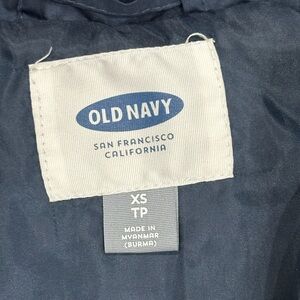 OLD NAVY
SAN FRANCISCO
CALIFORNIA
XS
TP
MADE IN
MYANMAR
(BURMA)